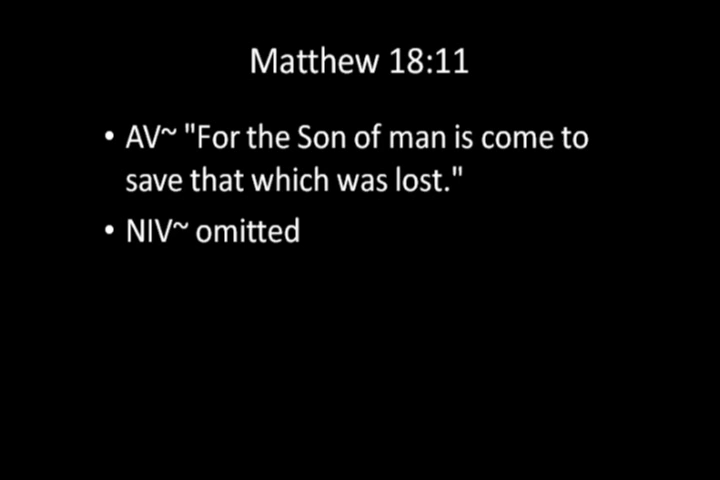 Matthew 18:11
• AV~ "For the Son of man is come to
save that which was lost."
• NIV~ omitted